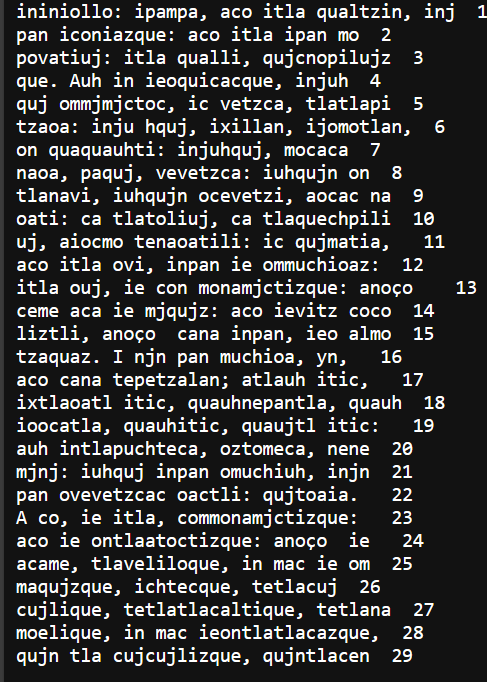 ininiollo: ipampa, aco itla qualtzin, inj 1
pan iconiazque: aco itla ipan mo 2
povatiuj: itla qualli, qujcnopilujz 3
que. Auh in ieoquicacque, injuh 4
quj ommjmjctoc, ic vetzca, tlatlapi 5
tzaoa: inju hquj, ixillan, ijomotlan, 6
on quaquauhti: injuhquj, mocaca 7
naoa, paquj, vevetzca: iuhqujn on 8
tlanavi, iuhqujn ocevetzi, aocac na 9
oati: ca tlatoliuj, ca tlaquechpili 10
uj, aiocmo tenaoatili: ic qujmatia, 11
aco itla ovi, inpan ie ommuchioaz: 12
itla ouj, ie con monamjctizque: anoço 13
ceme aca ie mjqujz: aco ievitz coco 14
liztli, anoço cana inpan, ieo almo 15
tzaquaz. I njn pan muchioa, yn, 16
aco cana tepetzalan; atlauh itic, 17
ixtlaoatl itic, quauhnepantla, quauh 18
ioocatla, quauhitic, quaujtl itic: 19
auh intlapuchteca, oztomeca, nene 20
mjnj: iuhquj inpan omuchiuh, injn 21
pan ovevetzcac oactli: qujtoaia. 22
A co, ie itla, commonamjctizque: 23
aco ie ontlaatoctizque: anoço ie 24
acame, tlaveliloque, in mac ie om 25
maqujzque, ichtecque, tetlacuj 26
cujlique, tetlatlacaltique, tetlana 27
moelique, in mac ieontlatlacazque, 28
qujn tla cujcujlizque, qujntlacen 29